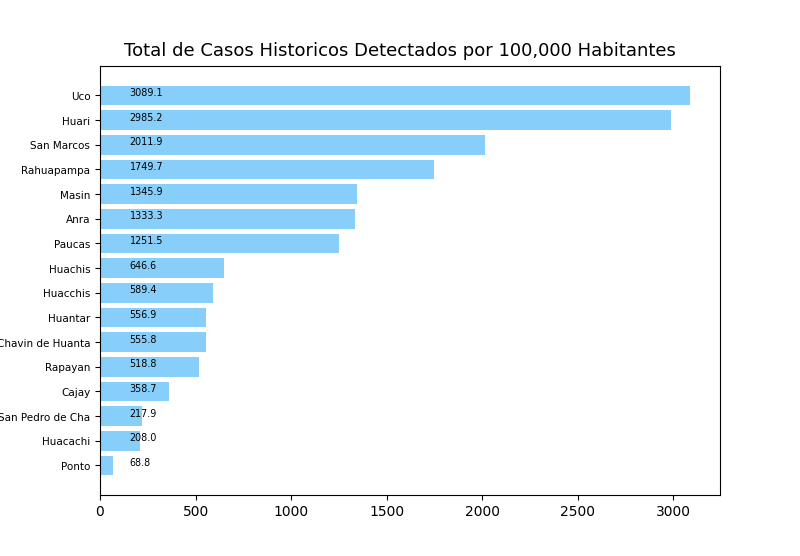 Total de Casos Historicos Detectados por 100,000 Habitantes
Uco 3089.1
Huari 2985.2
San Marcos 2011.9
Rahuapampa 1749.7
Masin 1345.9
Anra 1333.3
Paucas 1251.5
Huachis 646.6
Huacchis 589.4
Huantar 556.9
Chavin de Huanta 555.8
Rapayan 518.8
Cajay 358.7
San Pedro de Cha 217.9
Huacachi 208.0
Ponto 68.8
0 500 1000 1500 2000 2500 3000